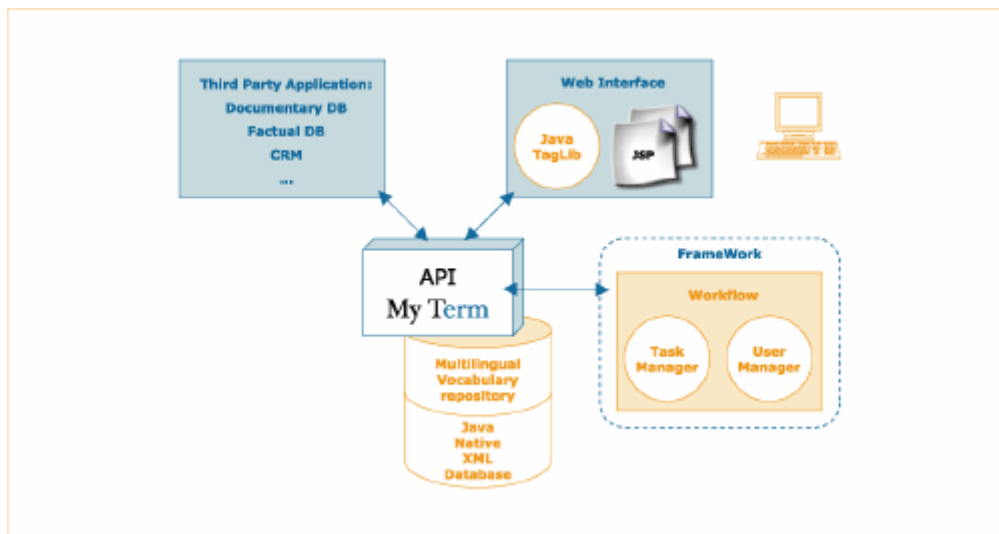 Third Party Application:
Documentary DB
Factual DB
CRM
...
Web Interface
Java
TagLib
JSP
API
My Term
FrameWork
Workflow
Task
Manager
User
Manager
Multilingual
Vocabulary
repository
Java
Native
XML
Database